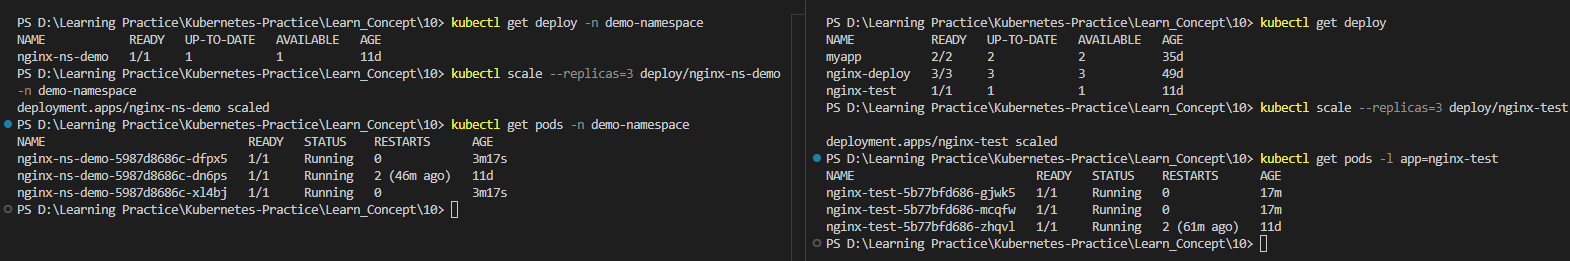 PS D:\Learning Practice\Kubernetes-Practice\Learn_Concept\10> kubectl get deploy -n demo-namespace
NAME READY UP-TO-DATE AVAILABLE AGE
nginx-ns-demo 1/1 1 1 11d
PS D:\Learning Practice\Kubernetes-Practice\Learn_Concept\10> kubectl scale --replicas=3 deploy/nginx-ns-demo
-n demo-namespace
deployment.apps/nginx-ns-demo scaled
PS D:\Learning Practice\Kubernetes-Practice\Learn_Concept\10> kubectl get pods -n demo-namespace
NAME READY STATUS RESTARTS AGE
nginx-ns-demo-5987d8686c-dfpx5 1/1 Running 0 3m17s
nginx-ns-demo-5987d8686c-dn6ps 1/1 Running 2 (46m ago) 11d
nginx-ns-demo-5987d8686c-xl4bj 1/1 Running 0 3m17s
PS D:\Learning Practice\Kubernetes-Practice\Learn_Concept\10>
PS D:\Learning Practice\Kubernetes-Practice\Learn_Concept\10> kubectl get deploy
NAME READY UP-TO-DATE AVAILABLE AGE
myapp 2/2 2 2 35d
nginx-deploy 3/3 3 3 49d
nginx-test 1/1 1 1 11d
PS D:\Learning Practice\Kubernetes-Practice\Learn_Concept\10> kubectl scale --replicas=3 deploy/nginx-test
deployment.apps/nginx-test scaled
PS D:\Learning Practice\Kubernetes-Practice\Learn_Concept\10> kubectl get pods -l app=nginx-test
NAME READY STATUS RESTARTS AGE
nginx-test-5b77bfd686-gjwk5 1/1 Running 0 17m
nginx-test-5b77bfd686-mcqfw 1/1 Running 0 17m
nginx-test-5b77bfd686-zhqvl 1/1 Running 2 (61m ago) 11d
PS D:\Learning Practice\Kubernetes-Practice\Learn_Concept\10>